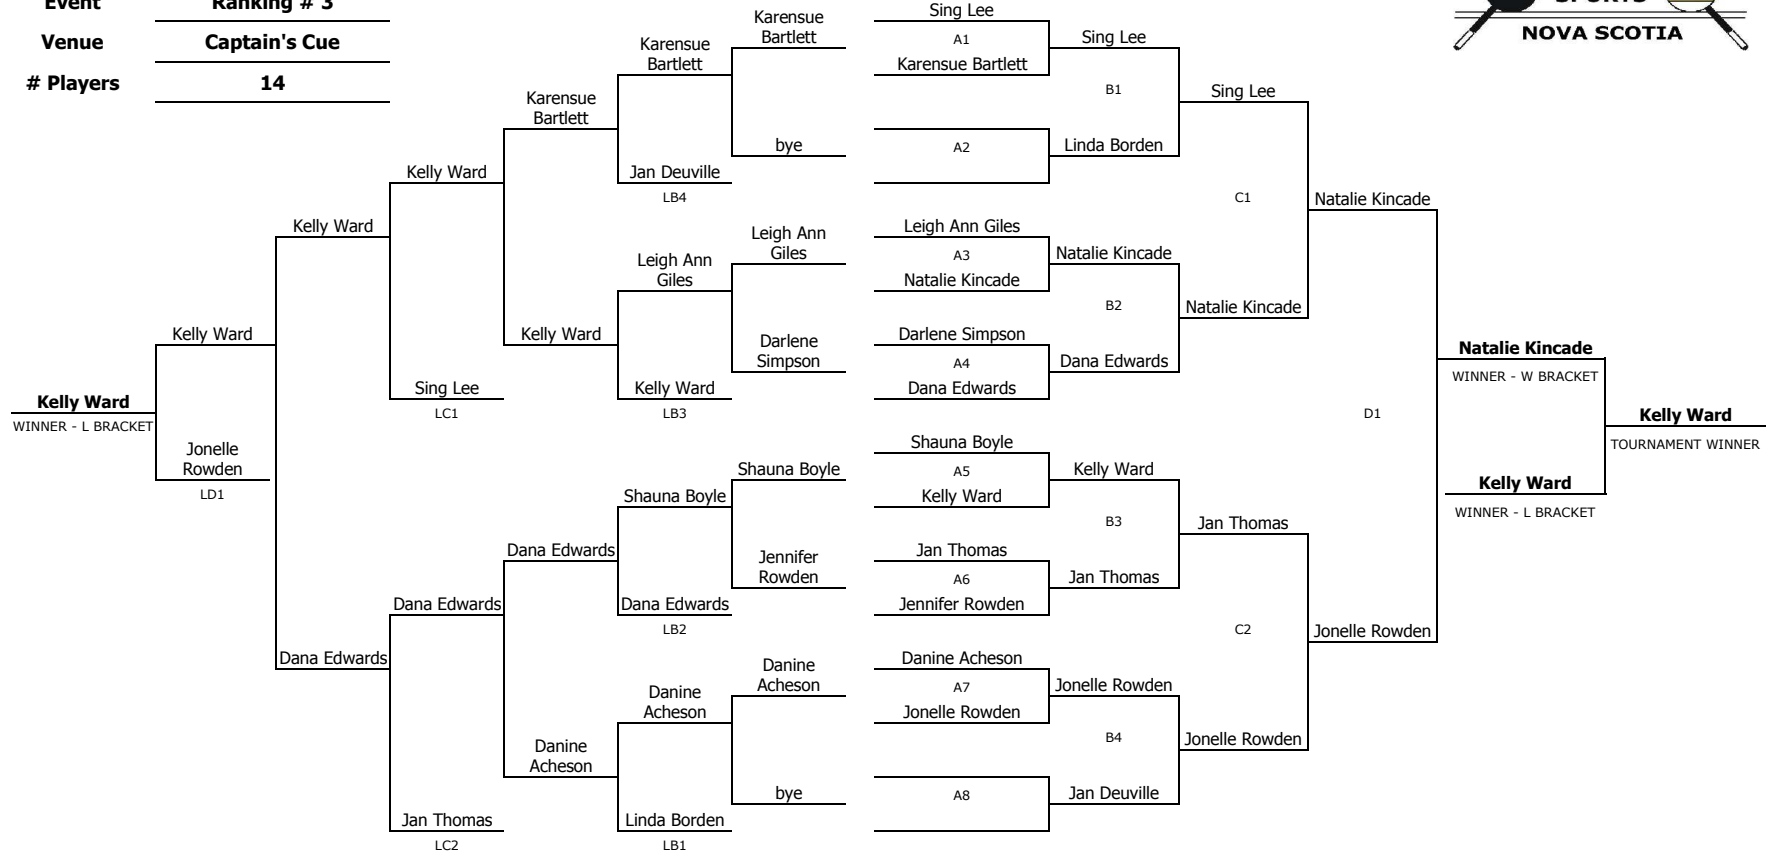 Event Ranking # 3
SPORTS
NOVA SCOTIA
Venue Captain's Cue
# Players 14
Karensue
Bartlett
Sing Lee
A1
Karensue Bartlett
Sing Lee
Karensue
Bartlett
B1
Sing Lee
Karensue
Bartlett
bye
A2
Linda Borden
Kelly Ward
Jan Deuville
LB4
C1
Natalie Kincade
Kelly Ward
Leigh Ann
Giles
Leigh Ann
Giles
Leigh Ann Giles
A3
Natalie Kincade
Natalie Kincade
B2
Natalie Kincade
Kelly Ward
Kelly Ward
Darlene
Simpson
Darlene Simpson
A4
Dana Edwards
Dana Edwards
Natalie Kincade
WINNER - W BRACKET
Sing Lee
LC1
Kelly Ward
LB3
D1
Kelly Ward
WINNER - L BRACKET
Kelly Ward
TOURNAMENT WINNER
Jonelle
Rowden
LD1
Shauna Boyle
Shauna Boyle
A5
Kelly Ward
Kelly Ward
Kelly Ward
WINNER - L BRACKET
Shauna Boyle
B3
Jan Thomas
Dana Edwards
Jennifer
Rowden
Jan Thomas
A6
Jennifer Rowden
Jan Thomas
Dana Edwards
Dana Edwards
LB2
C2
Jonelle Rowden
Dana Edwards
Danine
Acheson
Danine
Acheson
Danine Acheson
A7
Jonelle Rowden
Jonelle Rowden
B4
Jonelle Rowden
Danine
Acheson
bye
A8
Jan Deuville
Jan Thomas
LC2
Linda Borden
LB1